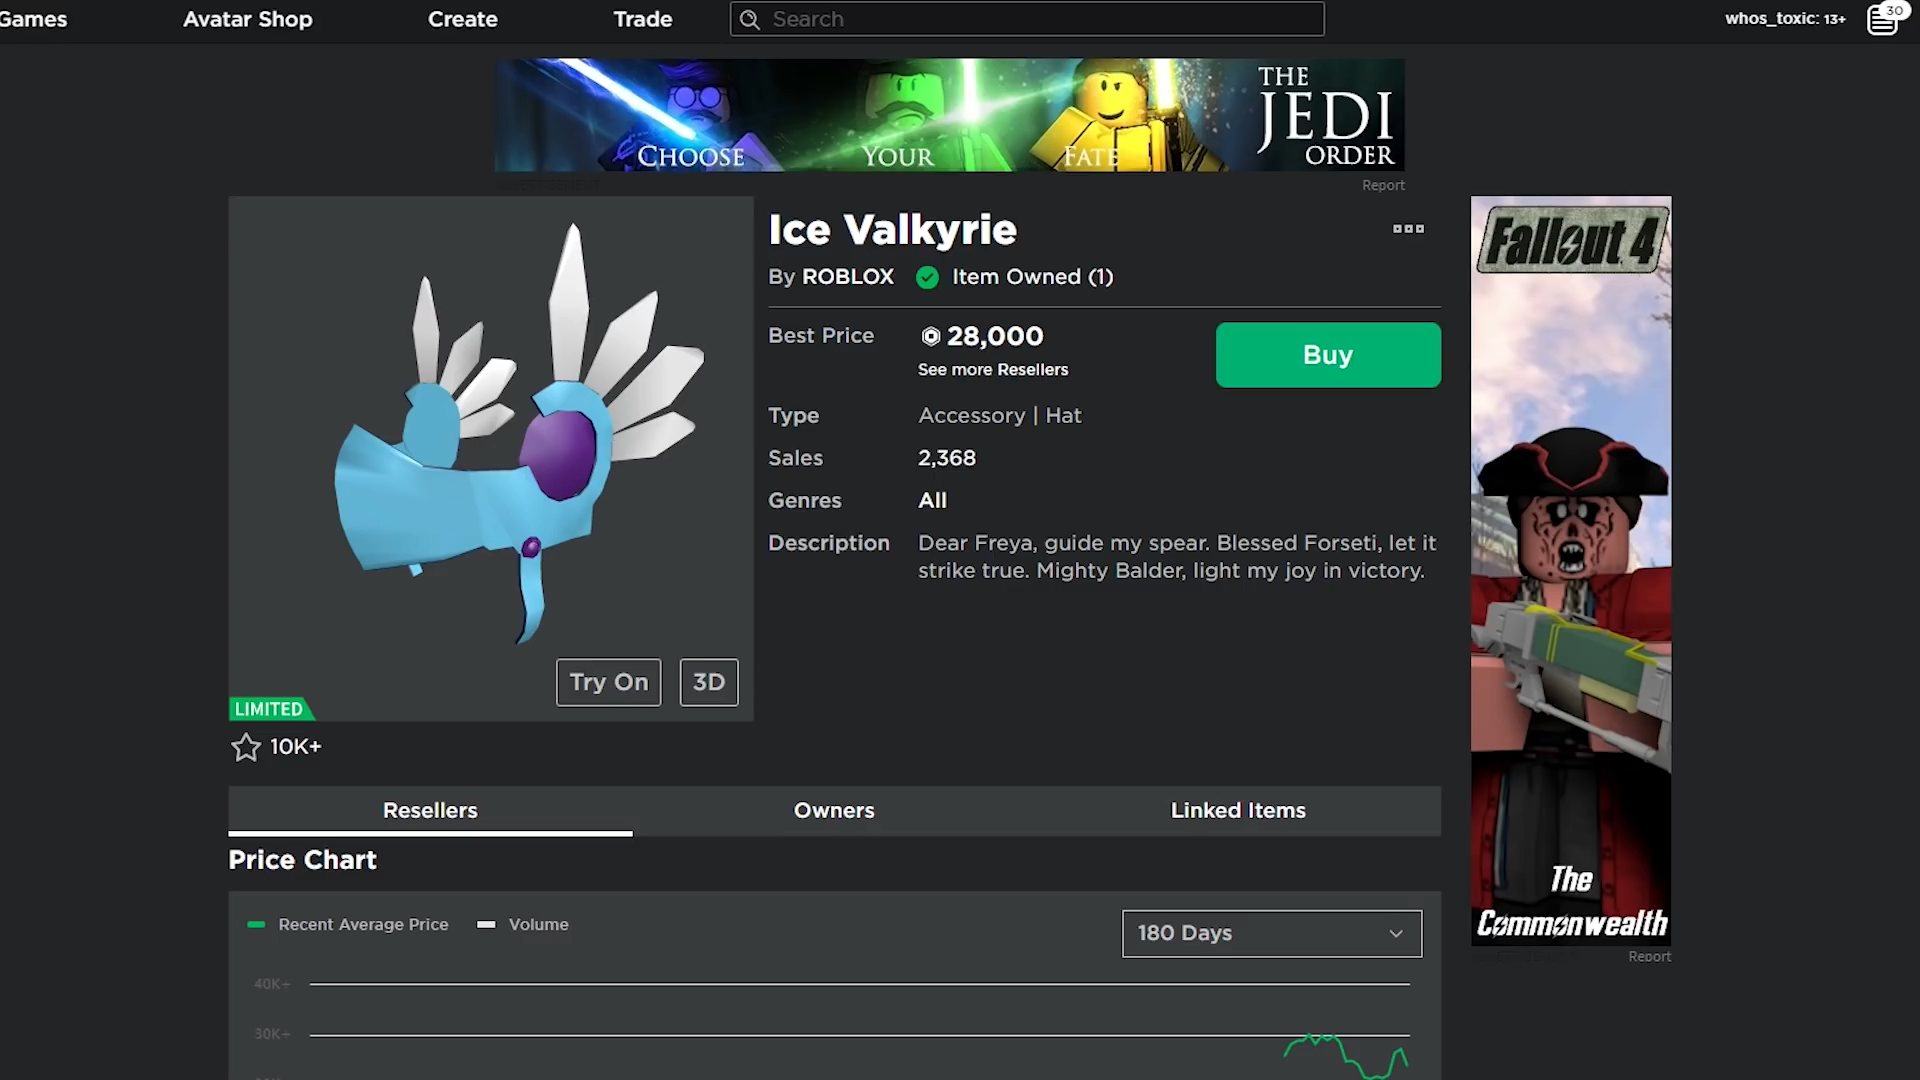 Games
Avatar Shop
Create
Trade
Search
whos_toxic: 13+
30
CHOOSE
YOUR
FATE
THE
JEDI
ORDER
ADVERTISEMENT
Report
LIMITED
Try On
3D
10K+
Ice Valkyrie
By ROBLOX Item Owned (1)
Best Price 28,000
See more Resellers
Buy
Type Accessory | Hat
Sales 2,368
Genres All
Description Dear Freya, guide my spear. Blessed Forseti, let it
strike true. Mighty Balder, light my joy in victory.
Fallout 4
The
Commonwealth
Report
Resellers
Owners
Linked Items
Price Chart
Recent Average Price
Volume
180 Days
40K+
30K+